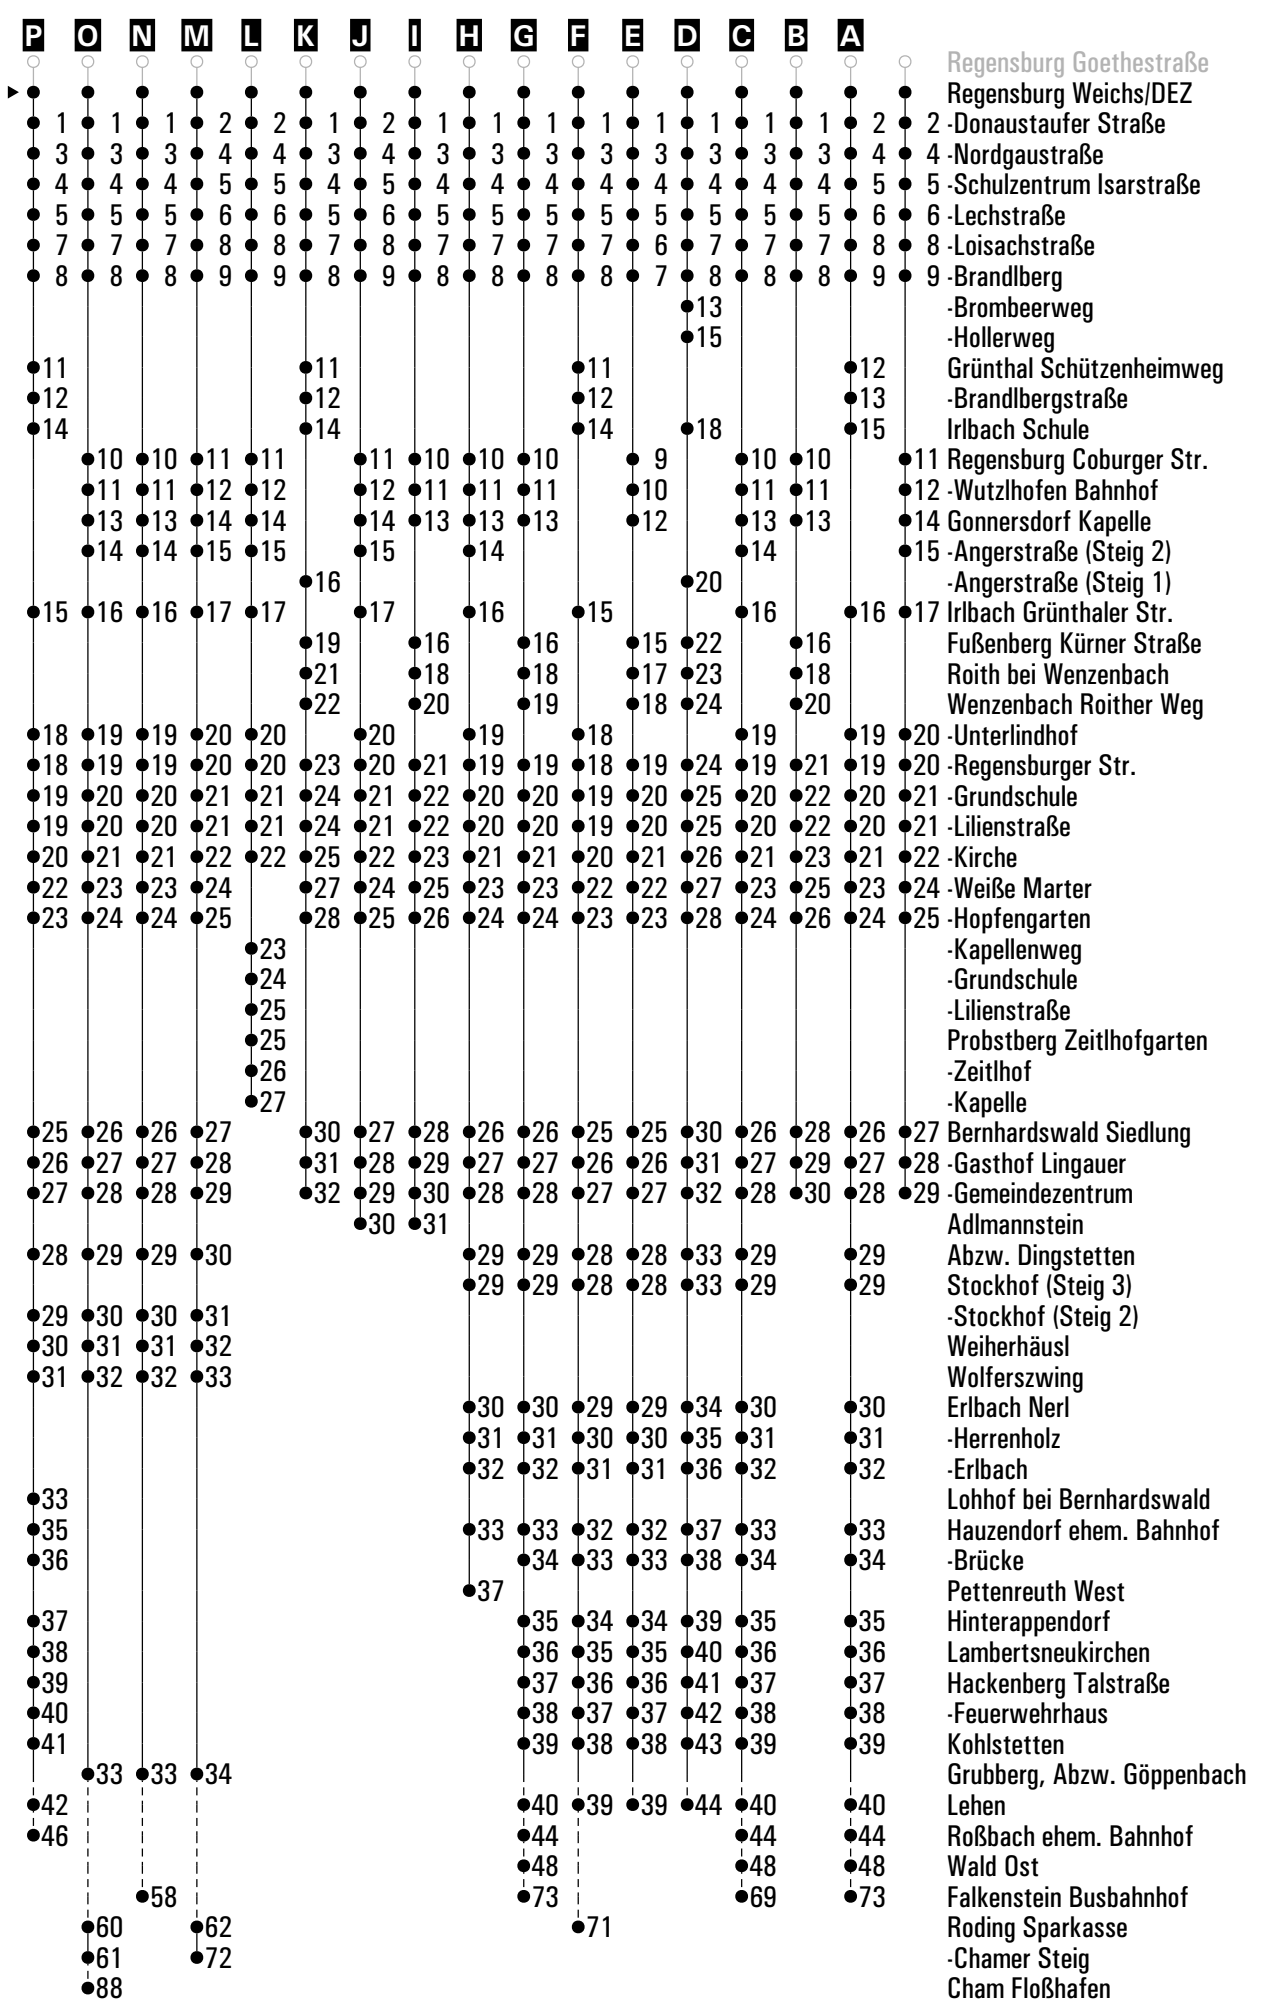 P O N M L K J I H G F E D C B A
Regensburg Goethestraße
Regensburg Weichs/DEZ
1 1 1 2 2 1 2 1 1 1 1 1 1 1 1 2 2 -Donaustaufer Straße
3 3 3 4 4 3 4 3 3 3 3 3 3 3 3 4 4 -Nordgaustraße
4 4 4 5 5 4 5 4 4 4 4 4 4 4 4 5 5 -Schulzentrum Isarstraße
5 5 5 6 6 5 6 5 5 5 5 5 5 5 5 6 6 -Lechstraße
7 7 7 8 8 7 8 7 7 7 7 6 7 7 7 8 8 -Loisachstraße
8 8 8 9 9 8 9 8 8 8 8 7 8 8 8 9 9 -Brandlberg
13 -Brombeerweg
15 -Hollerweg
11 11 11 12 Grünthal Schützenheimweg
12 12 12 13 -Brandlbergstraße
14 14 14 18 15 Irlbach Schule
10 10 11 11 11 10 10 10 9 10 10 11 Regensburg Coburger Str.
11 11 12 12 12 11 11 11 10 11 11 12 -Wutzlhofen Bahnhof
13 13 14 14 14 13 13 13 12 13 13 14 Gonnersdorf Kapelle
14 14 15 15 15 14 14 15 -Angerstraße (Steig 2)
16 20 -Angerstraße (Steig 1)
15 16 16 17 17 17 16 15 16 16 17 Irlbach Grünthaler Str.
19 16 16 15 22 16 Fußenberg Kürner Straße
21 18 18 17 23 18 Roith bei Wenzenbach
22 20 19 18 24 20 Wenzenbach Roither Weg
18 19 19 20 20 20 19 18 19 19 20 -Unterlindhof
18 19 19 20 20 23 20 21 19 19 18 19 24 19 21 19 20 -Regensburger Str.
19 20 20 21 21 24 21 22 20 20 19 20 25 20 22 20 21 -Grundschule
19 20 20 21 21 24 21 22 20 20 19 20 25 20 22 20 21 -Lilienstraße
20 21 21 22 22 25 22 23 21 21 20 21 26 21 23 21 22 -Kirche
22 23 23 24 27 24 25 23 23 22 22 27 23 25 23 24 -Weiße Marter
23 24 24 25 28 25 26 24 24 23 23 28 24 26 24 25 -Hopfengarten
23 -Kapellenweg
24 -Grundschule
25 -Lilienstraße
25 Probstberg Zeitlhofgarten
26 -Zeitlhof
27 -Kapelle
25 26 26 27 30 27 28 26 26 25 25 30 26 28 26 27 Bernhardswald Siedlung
26 27 27 28 31 28 29 27 27 26 26 31 27 29 27 28 -Gasthof Lingauer
27 28 28 29 32 29 30 28 28 27 27 32 28 30 28 29 -Gemeindezentrum
30 31 Adlmannstein
28 29 29 30 29 29 28 28 33 29 29 Abzw. Dingstetten
29 29 28 28 33 29 29 Stockhof (Steig 3)
29 30 30 31 -Stockhof (Steig 2)
30 31 31 32 Weiherhäusl
31 32 32 33 Wolferszwing
30 30 29 29 34 30 30 Erlbach Nerl
31 31 30 30 35 31 31 -Herrenholz
32 32 31 31 36 32 32 -Erlbach
33 Lohhof bei Bernhardswald
35 33 33 32 32 37 33 33 Hauzendorf ehem. Bahnhof
36 34 33 33 38 34 34 -Brücke
37 Pettenreuth West
37 35 34 34 39 35 35 Hinterappendorf
38 36 35 35 40 36 36 Lambertsneukirchen
39 37 36 36 41 37 37 Hackenberg Talstraße
40 38 37 37 42 38 38 -Feuerwehrhaus
41 39 38 38 43 39 39 Kohlstetten
33 33 34 Grubberg, Abzw. Göppenbach
42 40 39 39 44 40 40 Lehen
46 44 44 44 Roßbach ehem. Bahnhof
48 48 48 Wald Ost
58 73 69 73 Falkenstein Busbahnhof
60 62 71 Roding Sparkasse
61 72 -Chamer Steig
88 Cham Floßhafen